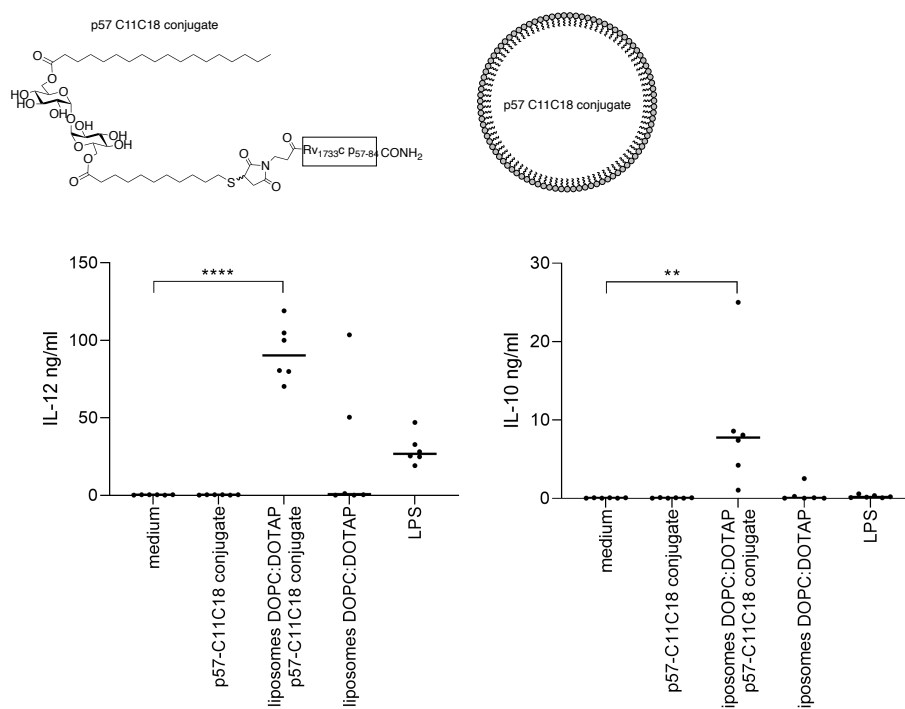 p57 C11C18 conjugate
O
O
O
HO
HO
HO
O
OH
O
OH
O
OH
OH
O
O
S
O
N
O
O
Rv1733c p57-84 CONH2
p57 C11C18 conjugate
150
100
50
0
IL-12 ng/ml
****
medium
p57-C11C18 conjugate
liposomes DOPC:DOTAP
p57-C11C18 conjugate
liposomes DOPC:DOTAP
LPS
30
20
10
0
IL-10 ng/ml
**
medium
p57-C11C18 conjugate
iposomes DOPC:DOTAP
p57-C11C18 conjugate
iposomes DOPC:DOTAP
LPS